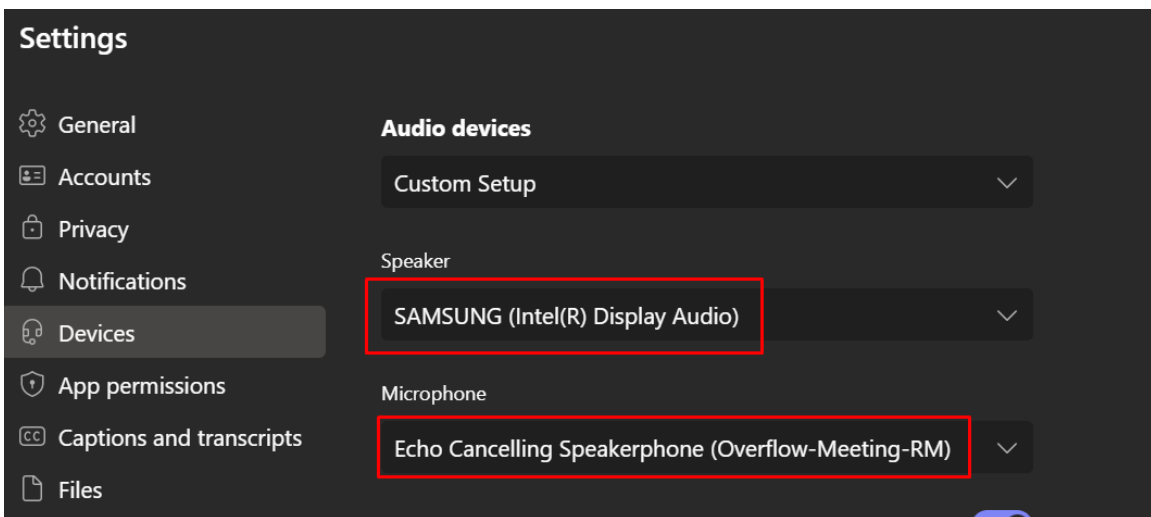 Settings
General
Accounts
Privacy
Notifications
Devices
App permissions
CC Captions and transcripts
Files
Audio devices
Custom Setup
Speaker
SAMSUNG (Intel(R) Display Audio)
Microphone
Echo Cancelling Speakerphone (Overflow-Meeting-RM)